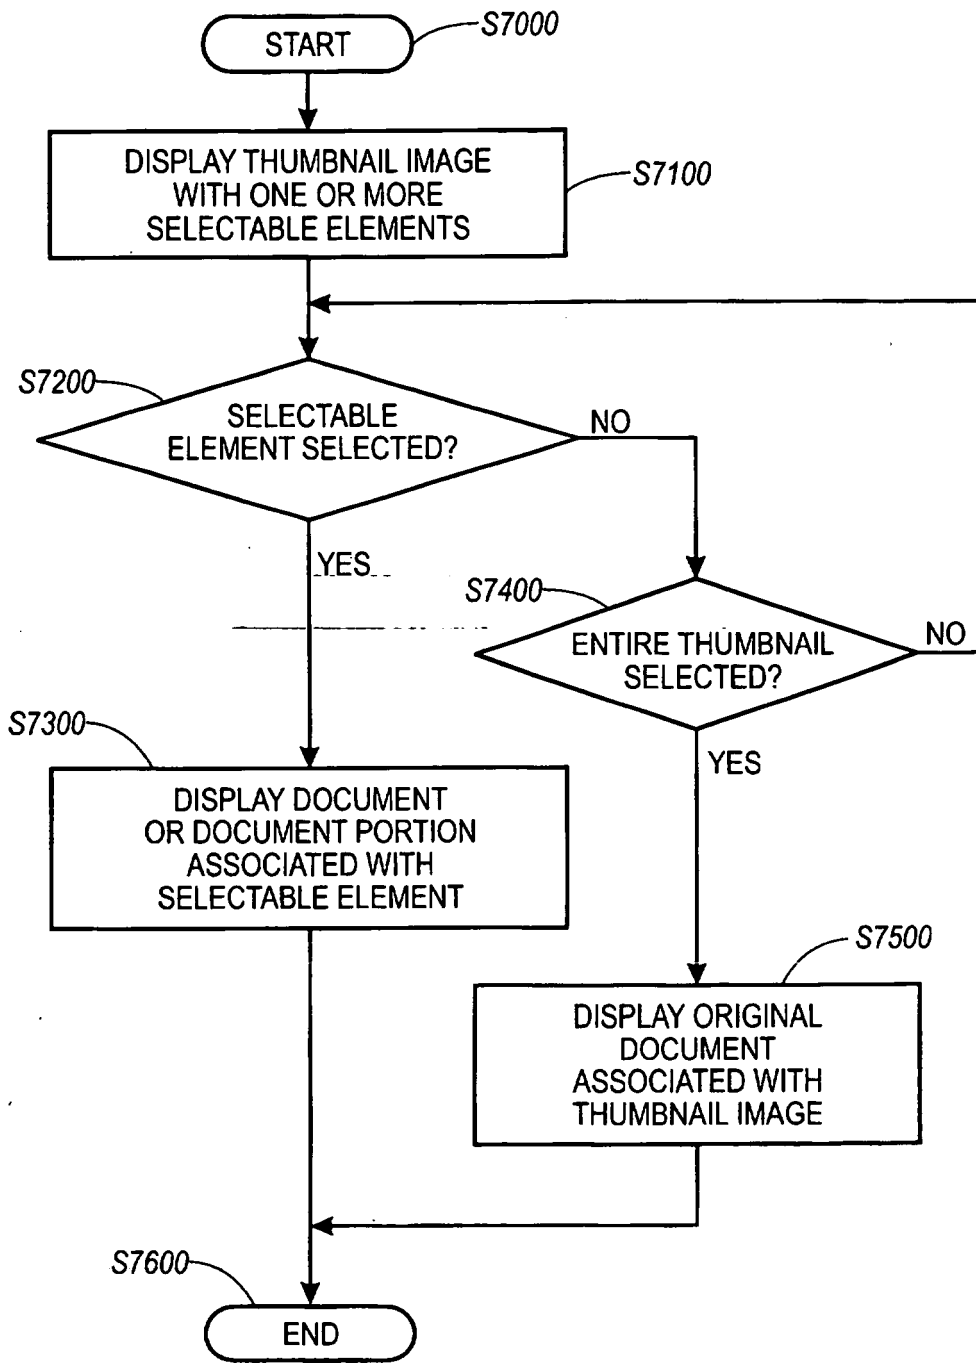 START
S7000
DISPLAY THUMBNAIL IMAGE
WITH ONE OR MORE
SELECTABLE ELEMENTS
S7100
S7200
SELECTABLE
ELEMENT SELECTED?
NO
YES
S7400
ENTIRE THUMBNAIL
SELECTED?
NO
YES
S7300
DISPLAY DOCUMENT
OR DOCUMENT PORTION
ASSOCIATED WITH
SELECTABLE ELEMENT
S7500
DISPLAY ORIGINAL
DOCUMENT
ASSOCIATED WITH
THUMBNAIL IMAGE
S7600
END